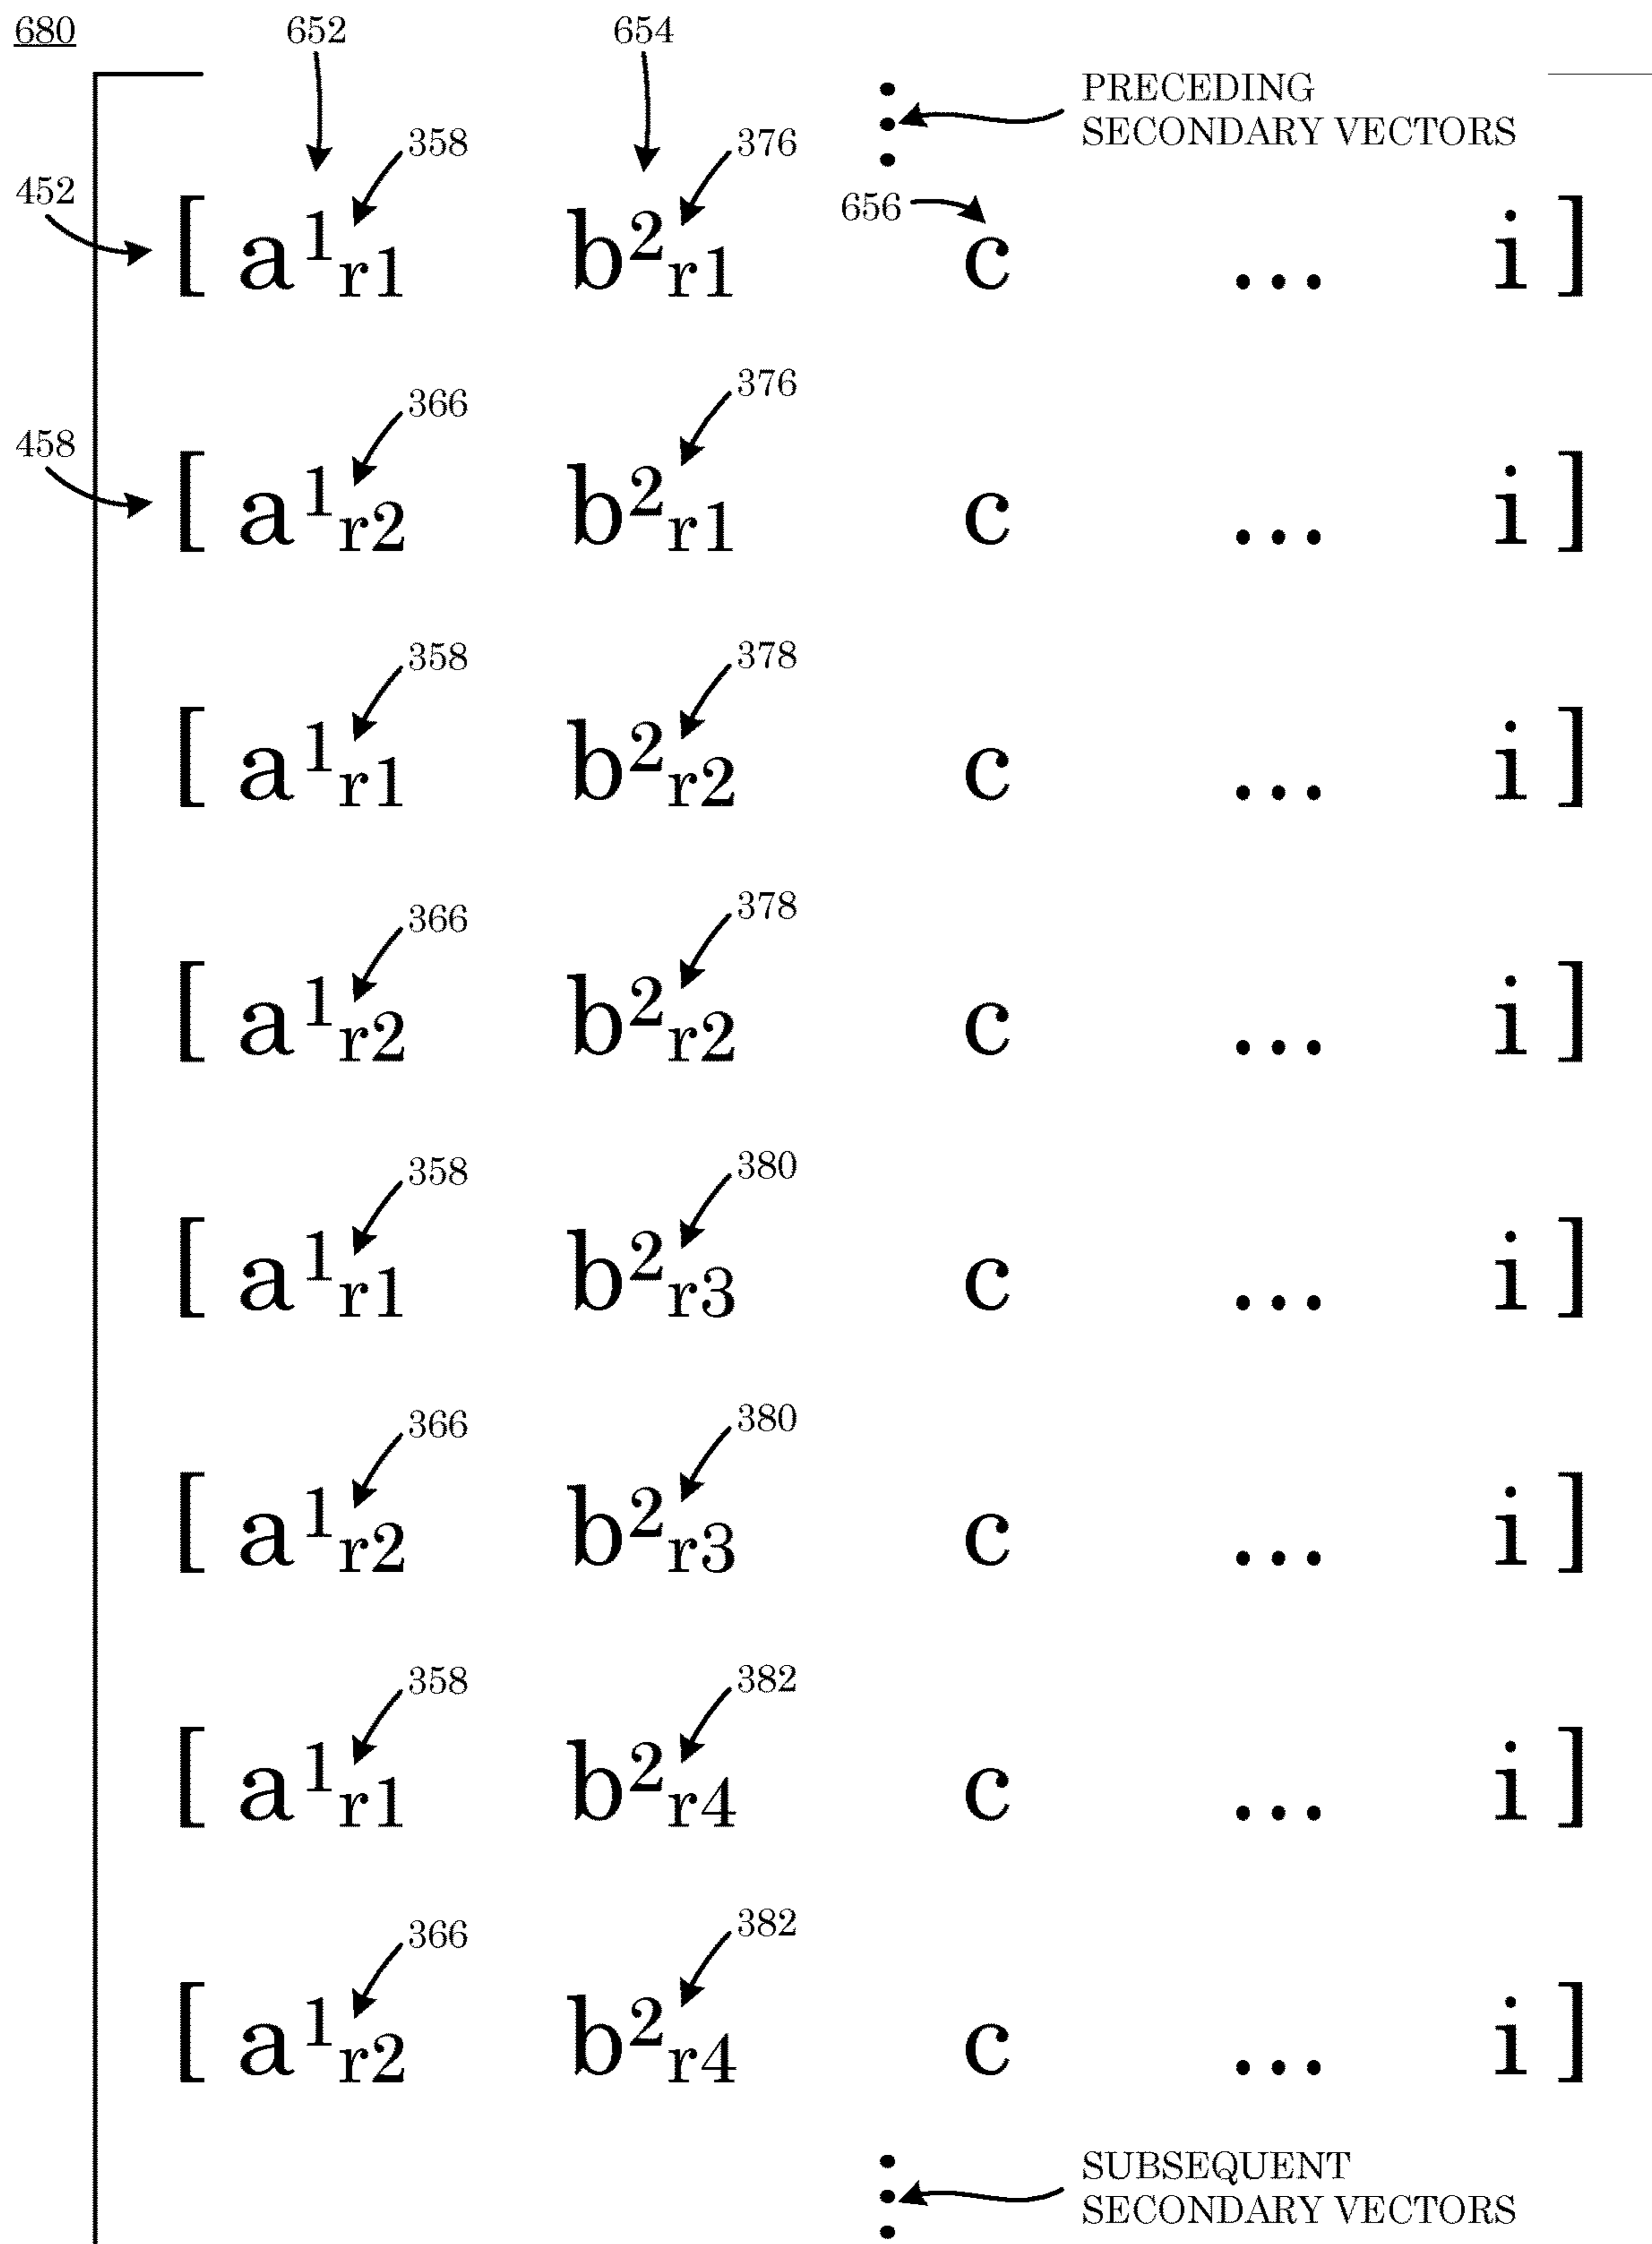 680 652 654
PRECEDING
SECONDARY VECTORS
358 376
452 656
[ a¹r1 b²r1 c ... i ]
366 376
458
[ a¹r2 b²r1 c ... i ]
358 378
[ a¹r1 b²r2 c ... i ]
366 378
[ a¹r2 b²r2 c ... i ]
358 380
[ a¹r1 b²r3 c ... i ]
366 380
[ a¹r2 b²r3 c ... i ]
358 382
[ a¹r1 b²r4 c ... i ]
366 382
[ a¹r2 b²r4 c ... i ]
SUBSEQUENT
SECONDARY VECTORS